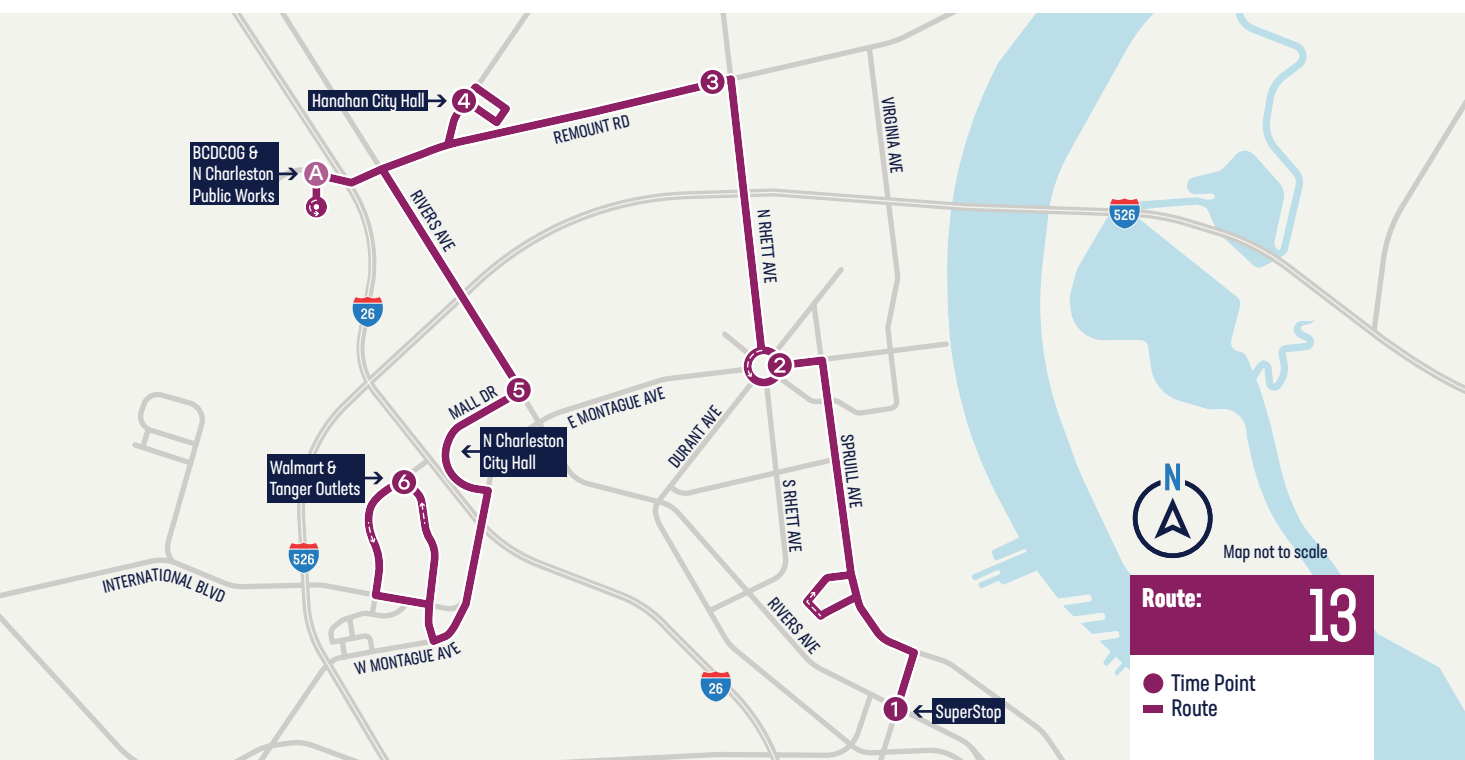 3
Hanahan City Hall
4
REMOUNT RD
VIRGINIA AVE
BCDCOG &
N Charleston
Public Works
A
RIVERS AVE
N RHETT AVE
526
26
2
5
MALL DR
E MONTAGUE AVE
DURANT AVE
N Charleston
City Hall
SPRUILL AVE
Walmart &
Tanger Outlets
6
S RHETT AVE
N
Map not to scale
526
INTERNATIONAL BLVD
RIVERS AVE
W MONTAGUE AVE
26
1
SuperStop
Route:
13
Time Point
Route